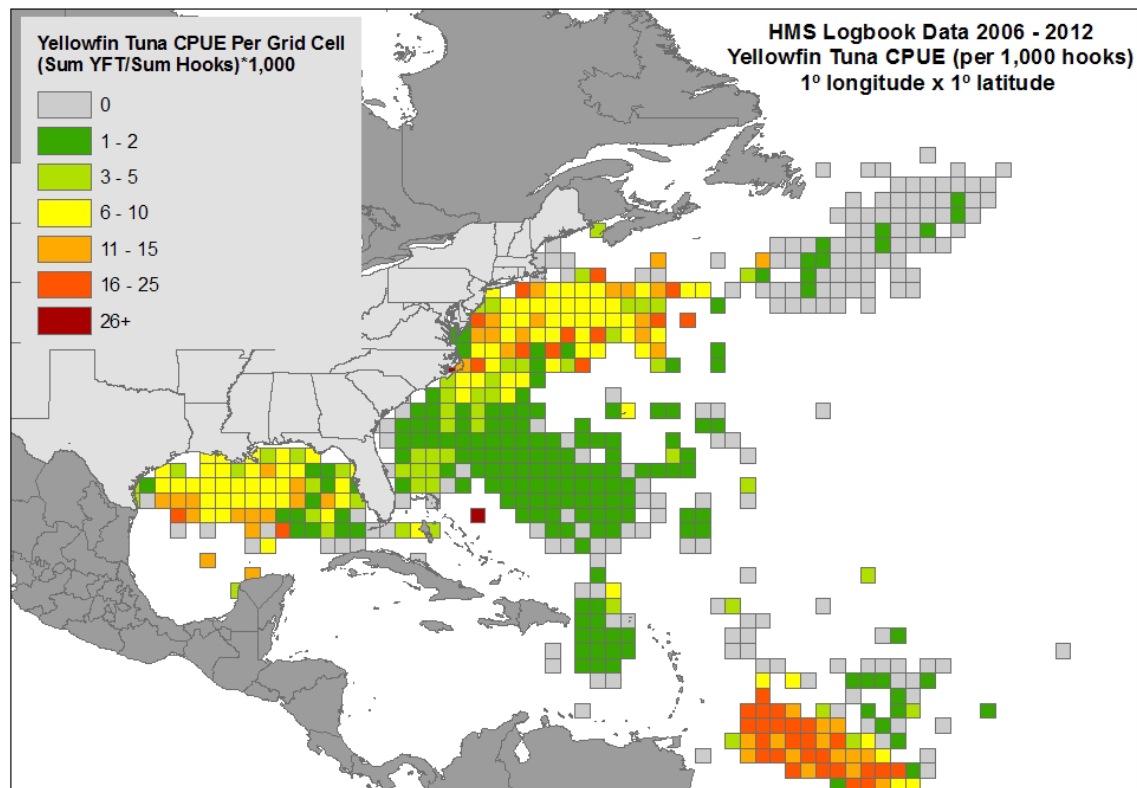 Yellowfin Tuna CPUE Per Grid Cell
(Sum YFT/Sum Hooks)*1,000
0
1 - 2
3 - 5
6 - 10
11 - 15
16 - 25
26+
HMS Logbook Data 2006 - 2012
Yellowfin Tuna CPUE (per 1,000 hooks)
1º longitude x 1º latitude